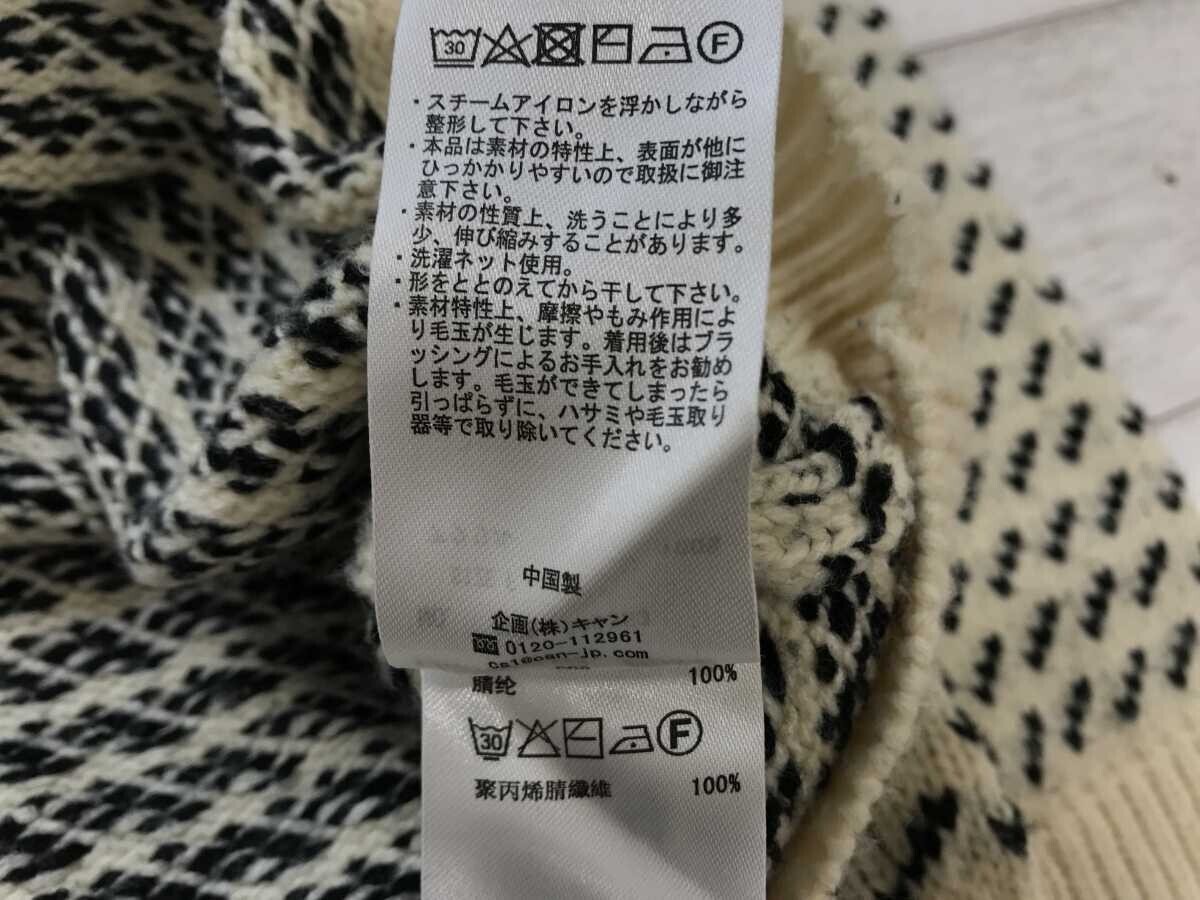 30 F
・スチームアイロンを浮かしながら
整形して下さい。
・本品は素材の特性上、表面が他に
ひっかかりやすいので取扱に御注
意下さい。
・素材の性質上、洗うことにより多
少、伸び縮みすることがあります。
・洗濯ネット使用。
・形をととのえてから干して下さい。
・素材特性上、摩擦やもみ作用によ
り毛玉が生じます。着用後はブラ
ッシングによるお手入れをお勧め
します。毛玉ができてしまったら
引っぱらずに、ハサミや毛玉取り
器等で取り除いてください。
中国製
企画(株)キャン
0120-112961
cs1@can-jp.com
腈纶 100%
30 F
聚丙烯腈纖維 100%